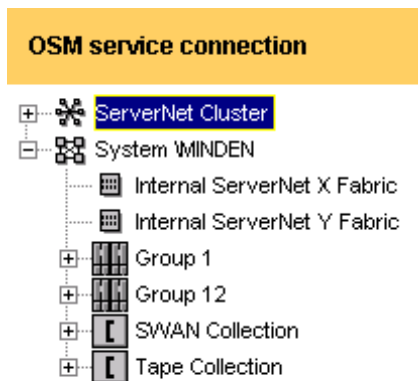 OSM service connection
ServerNet Cluster
System \MINDEN
Internal ServerNet X Fabric
Internal ServerNet Y Fabric
Group 1
Group 12
SWAN Collection
Tape Collection